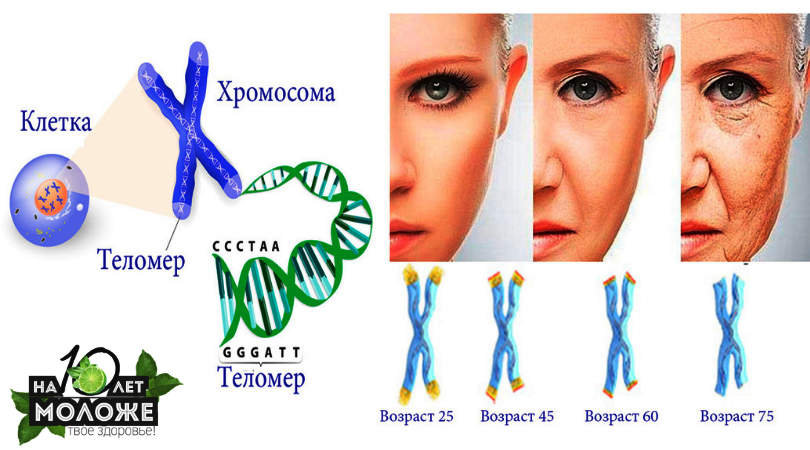 Клетка
Хромосома
Теломер
CCCTAA
GGGATT
Теломер
НА 10 ЛЕТ
МОЛОЖЕ
твоё здоровье!
Возраст 25
Возраст 45
Возраст 60
Возраст 75